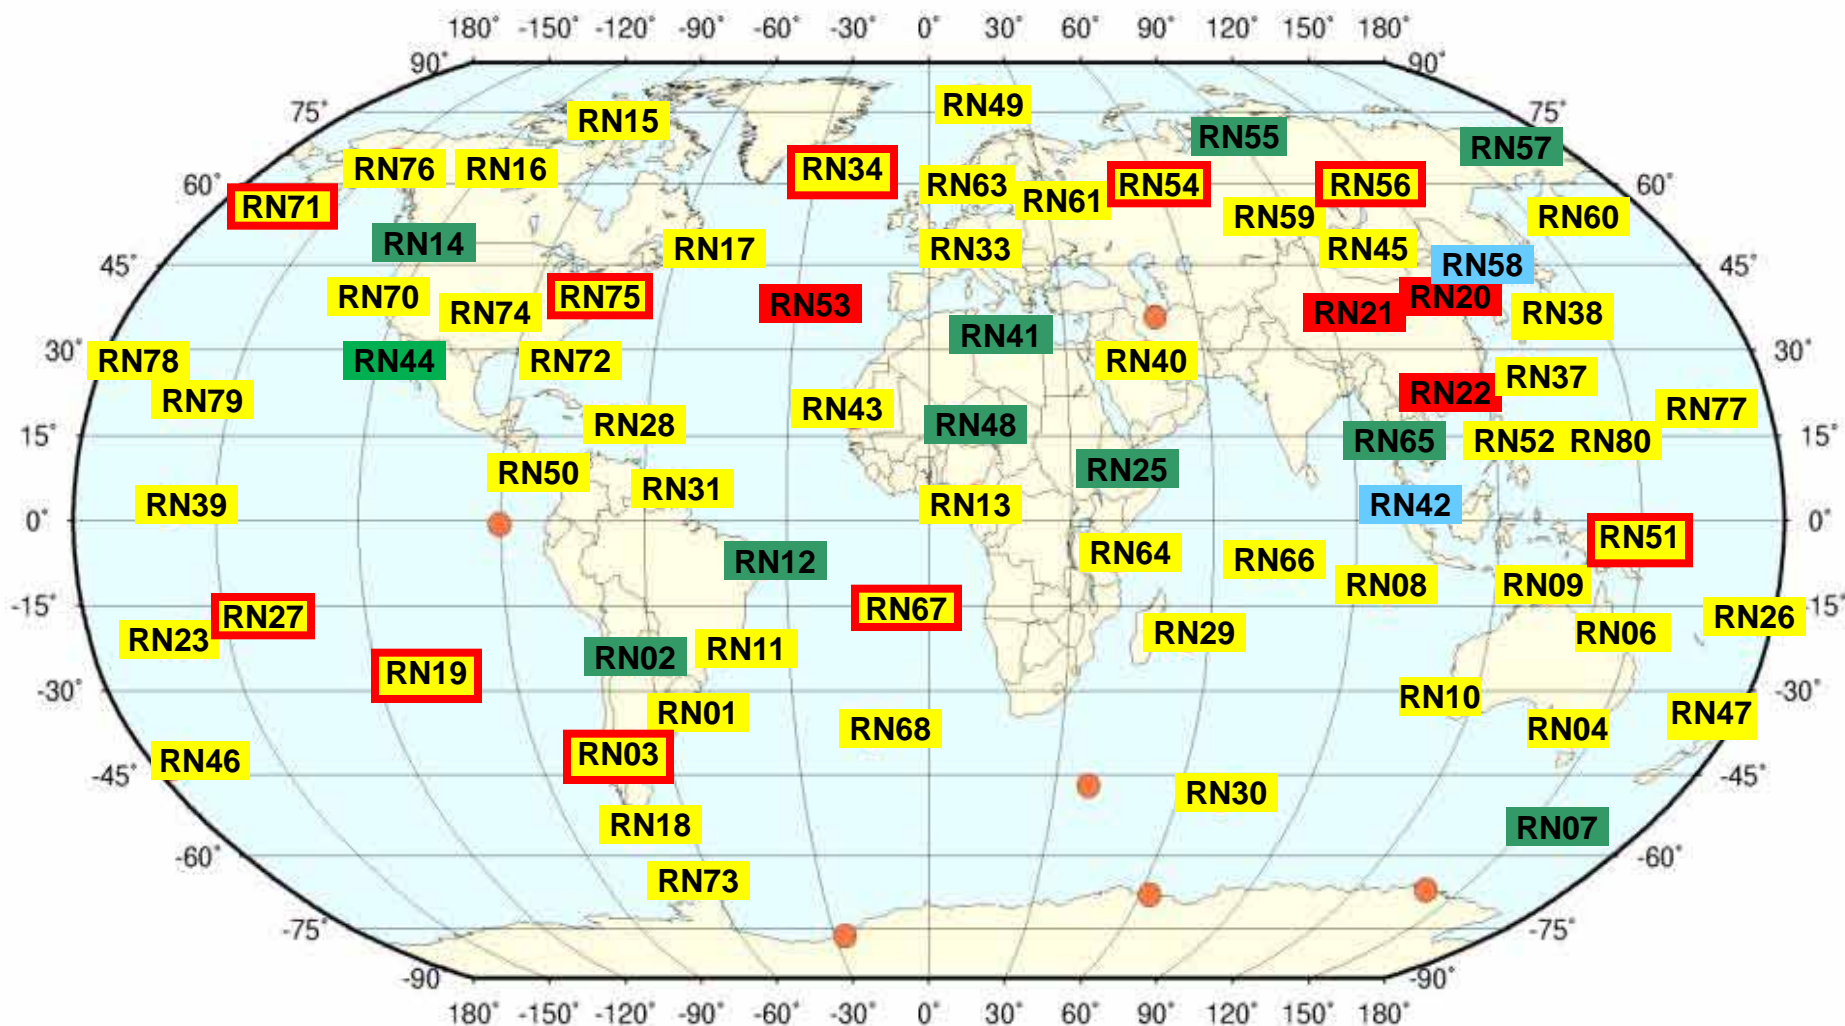 180˚ -150˚ -120˚ -90˚ -60˚ -30˚ 0˚ 30˚ 60˚ 90˚ 120˚ 150˚ 180˚
90˚ 90˚
75˚ RN15 RN49 75˚
RN55 RN57
RN76 RN16 RN34
60˚ RN63 RN54 RN56 60˚
RN71 RN61 RN59 RN60
RN14 RN17 RN33 RN45
45˚ RN58 45˚
RN70 RN75 RN53 RN20
RN74 RN21 RN38
RN41
30˚ RN78 RN44 RN72 RN40 30˚
RN79 RN43 RN22 RN37 RN77
RN28 RN48
15˚ RN65 RN52 RN80 15˚
RN50 RN25
RN39 RN31 RN13 RN42
0˚ RN51 0˚
RN12 RN64 RN66
RN08 RN09
-15˚ RN27 RN67 RN26 -15˚
RN23 RN11 RN29 RN06
RN19 RN02
-30˚ RN10 -30˚
RN01 RN47
RN68 RN04
RN46 RN03
-45˚ RN30 -45˚
RN18 RN07
-60˚ -60˚
RN73
-75˚ -75˚
-90 -90˚
180˚ -150˚ -120˚ -90˚ -60˚ -30˚ 0˚ 30˚ 60˚ 90˚ 120˚ 150˚ 180˚